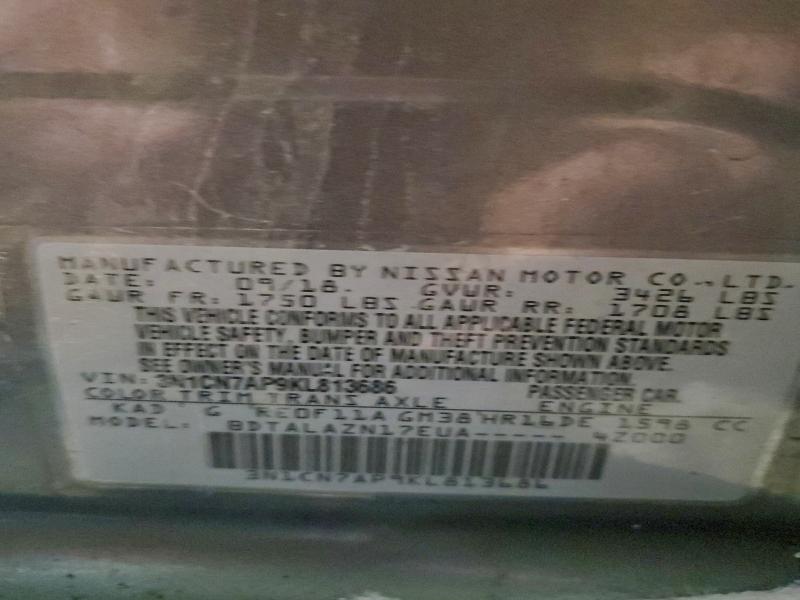 MANUFACTURED BY NISSAN MOTOR CO.,LTD.
DATE: 09/18. GVWR: 3426 LBS
GAWR FR: 1750 LBS GAWR RR: 1708 LBS
THIS VEHICLE CONFORMS TO ALL APPLICABLE FEDERAL MOTOR
VEHICLE SAFETY, BUMPER AND THEFT PREVENTION STANDARDS
IN EFFECT ON THE DATE OF MANUFACTURE SHOWN ABOVE.
SEE OWNER'S MANUAL FOR ADDITIONAL INFORMATION.
VIN: 3N1CN7AP9KL813686 PASSENGER CAR.
COLOR TRIM TRANS AXLE ENGINE
KAD G RE0F11A GM38 HR16DE 1598 CC
MODEL: BDTALAZN17EUA----- 4Z000
3N1CN7AP9KL813686